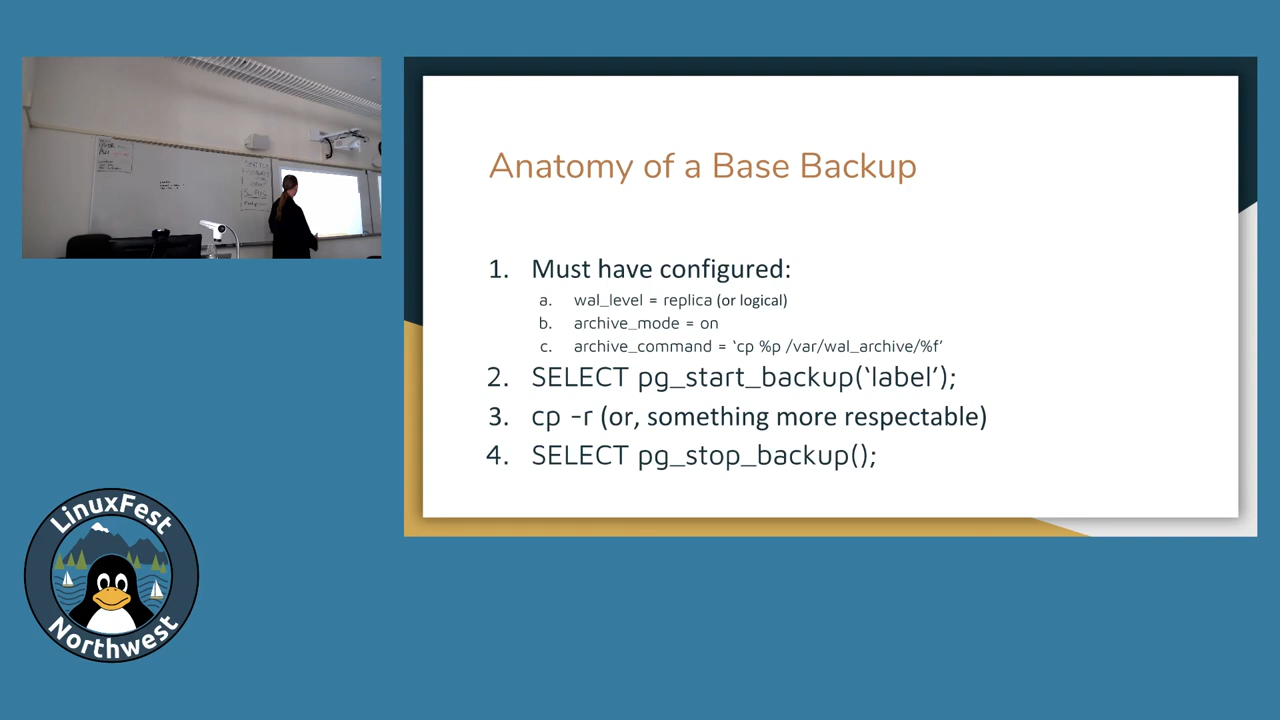 Anatomy of a Base Backup
1. Must have configured:
a. wal_level = replica (or logical)
b. archive_mode = on
c. archive_command = ‘cp %p /var/wal_archive/%f’
2. SELECT pg_start_backup(‘label’);
3. cp -r (or, something more respectable)
4. SELECT pg_stop_backup();
LinuxFest
Northwest